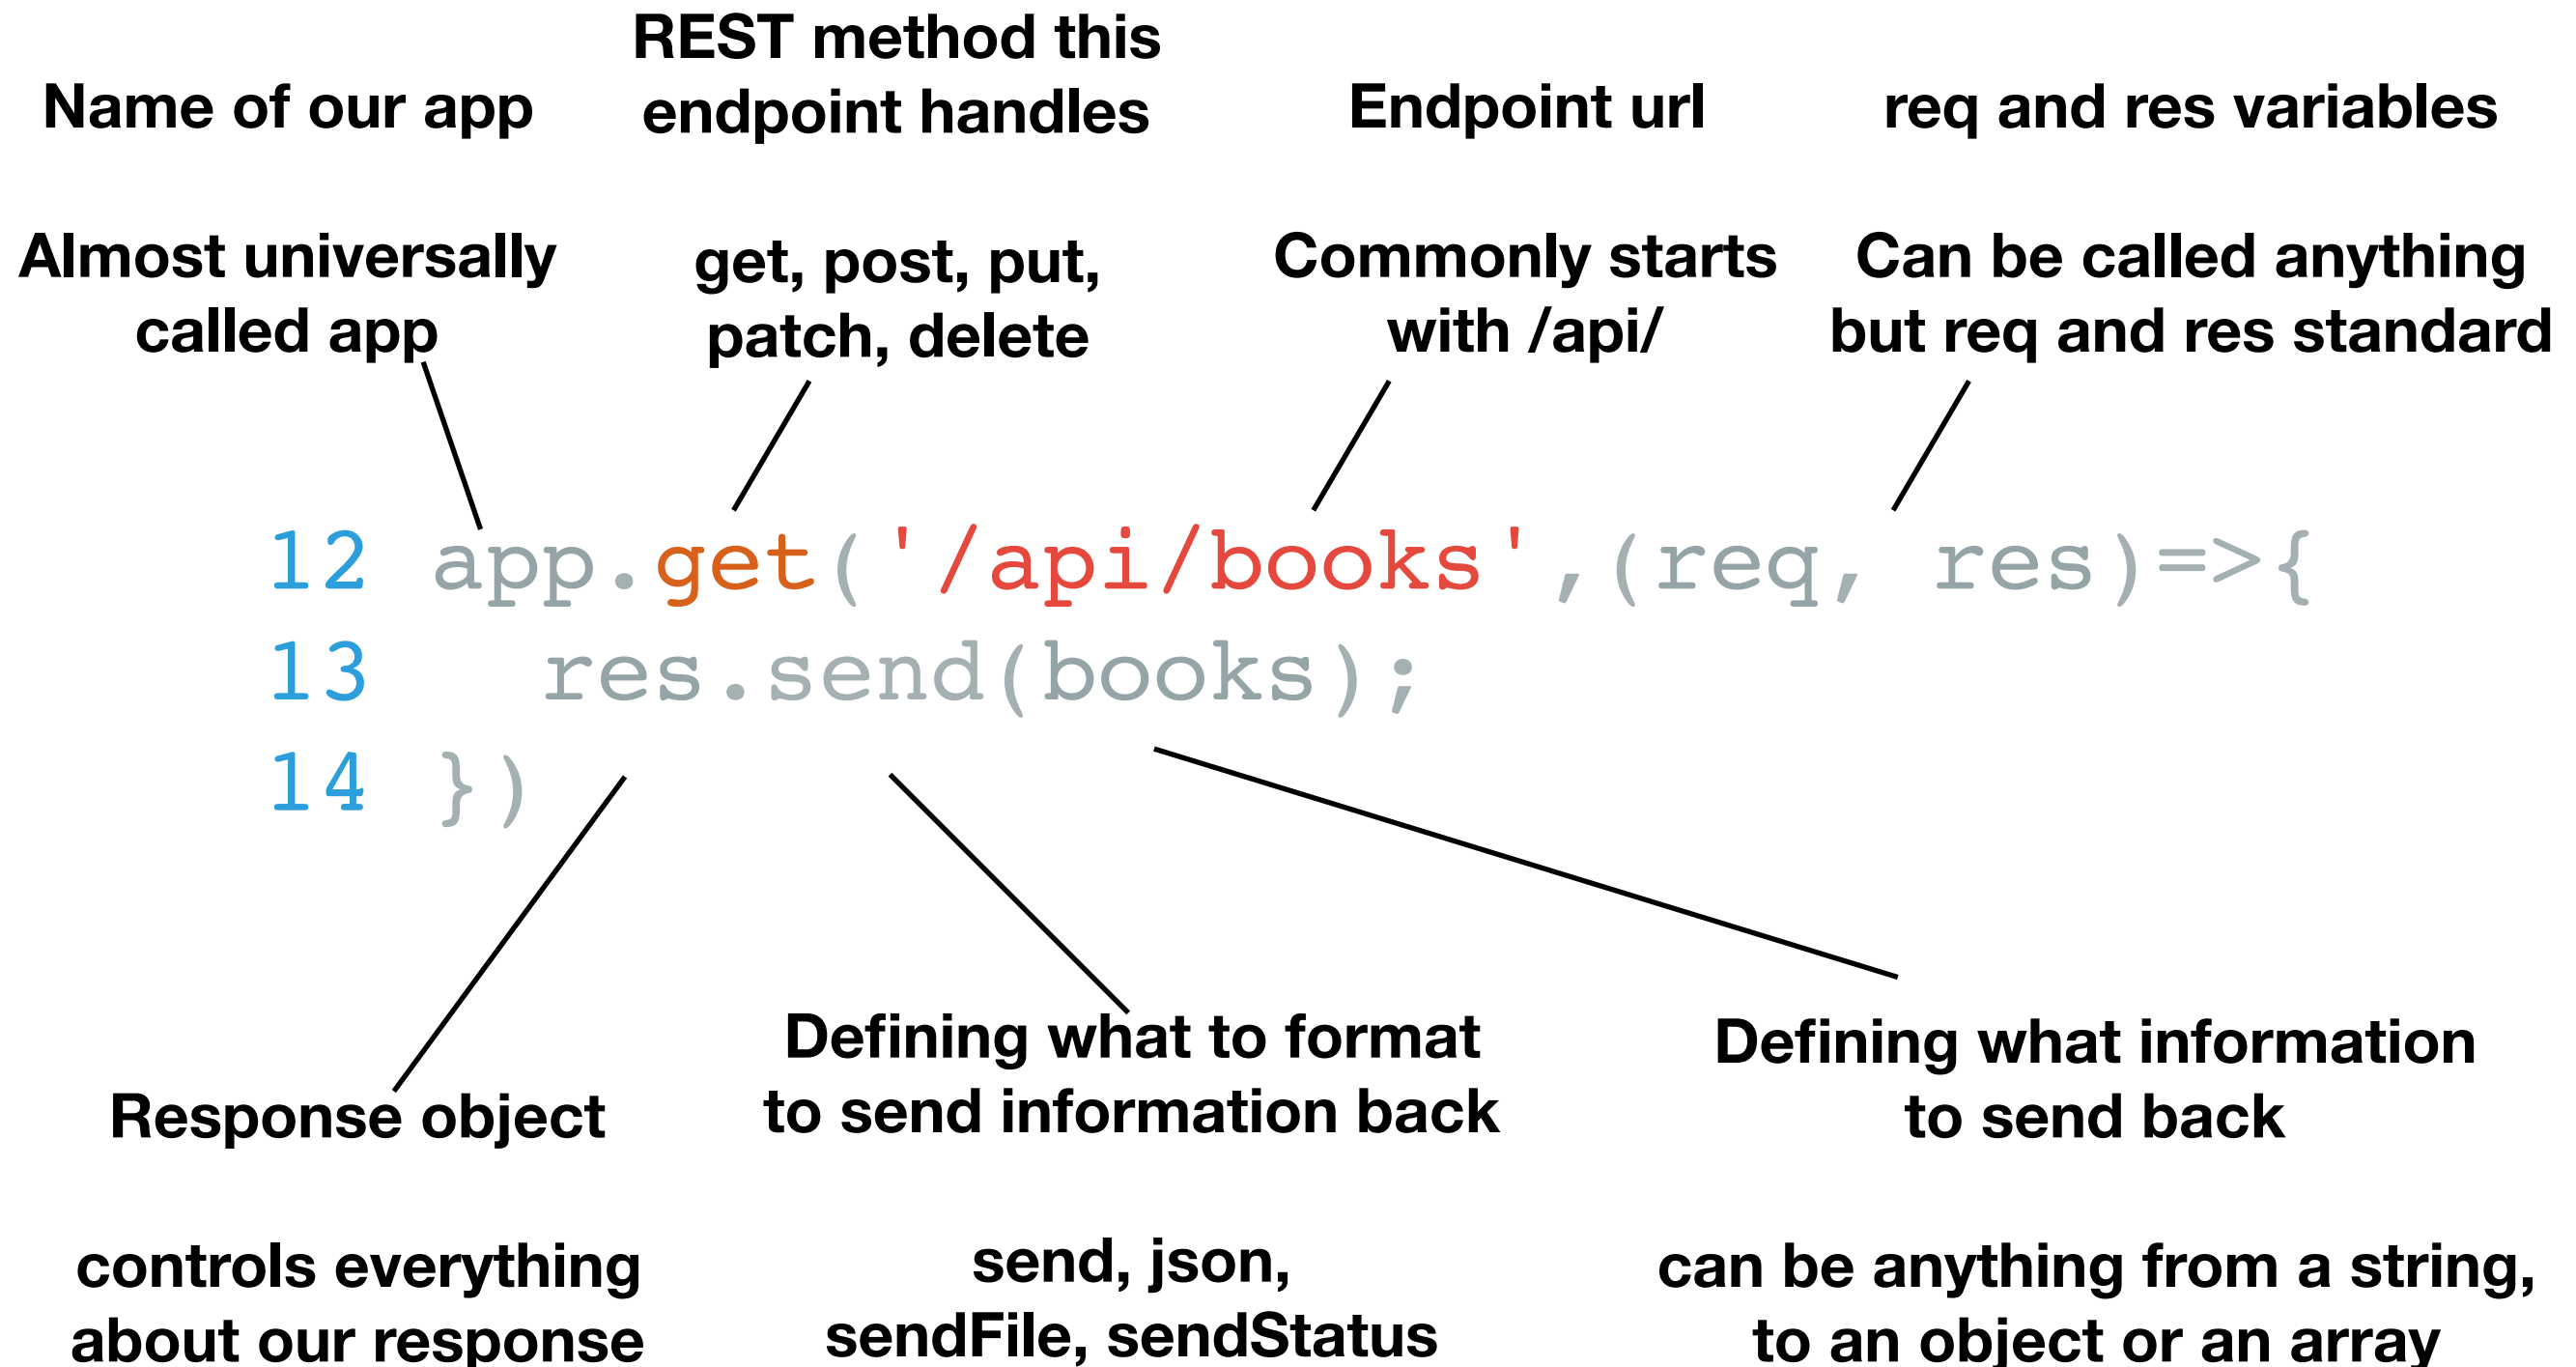 Name of our app
Almost universally
called app
REST method this
endpoint handles
get, post, put,
patch, delete
Endpoint url
Commonly starts
with /api/
req and res variables
Can be called anything
but req and res standard
12 app.get('/api/books',(req, res)=>{
13   res.send(books);
14 })
Response object
controls everything
about our response
Defining what to format
to send information back
send, json,
sendFile, sendStatus
Defining what information
to send back
can be anything from a string,
to an object or an array